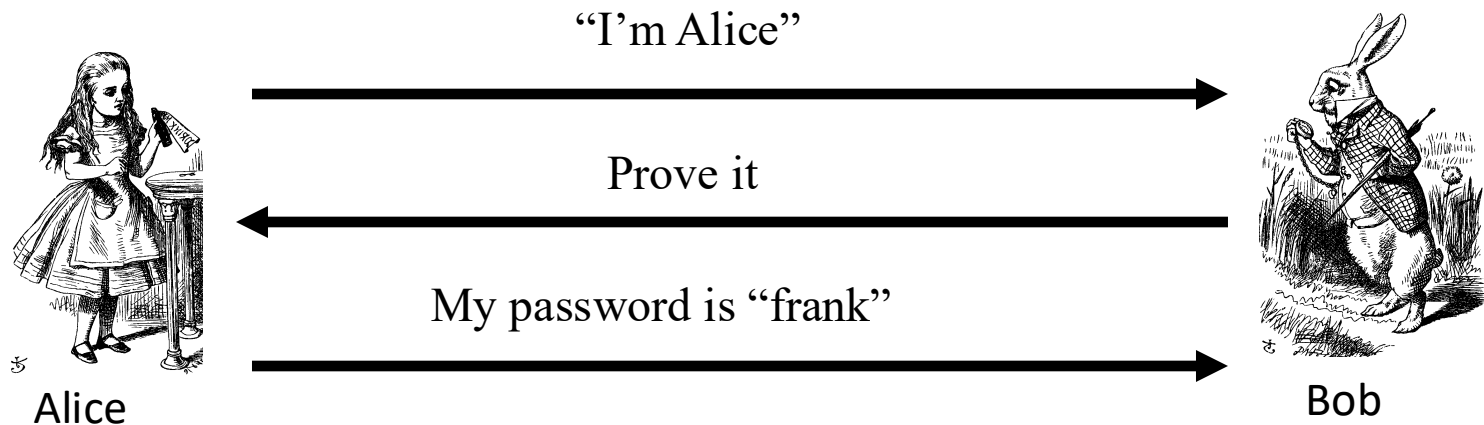 “I’m Alice”
Prove it
My password is “frank”
Alice
Bob